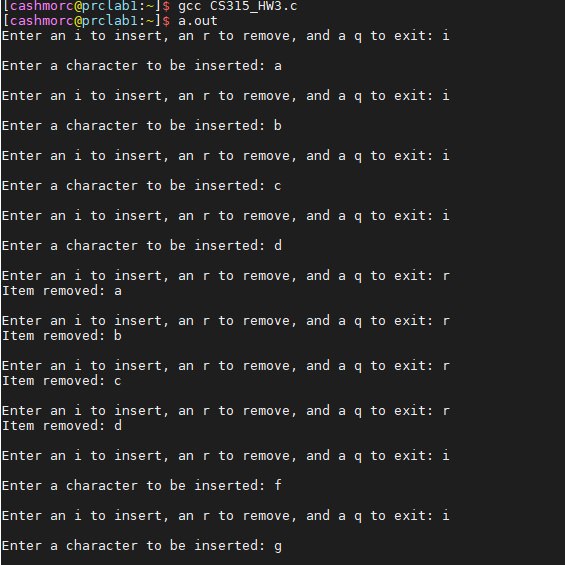 [cashmorc@prclab1:~]$ gcc CS315_HW3.c
[cashmorc@prclab1:~]$ a.out
Enter an i to insert, an r to remove, and a q to exit: i
Enter a character to be inserted: a
Enter an i to insert, an r to remove, and a q to exit: i
Enter a character to be inserted: b
Enter an i to insert, an r to remove, and a q to exit: i
Enter a character to be inserted: c
Enter an i to insert, an r to remove, and a q to exit: i
Enter a character to be inserted: d
Enter an i to insert, an r to remove, and a q to exit: r
Item removed: a
Enter an i to insert, an r to remove, and a q to exit: r
Item removed: b
Enter an i to insert, an r to remove, and a q to exit: r
Item removed: c
Enter an i to insert, an r to remove, and a q to exit: r
Item removed: d
Enter an i to insert, an r to remove, and a q to exit: i
Enter a character to be inserted: f
Enter an i to insert, an r to remove, and a q to exit: i
Enter a character to be inserted: g